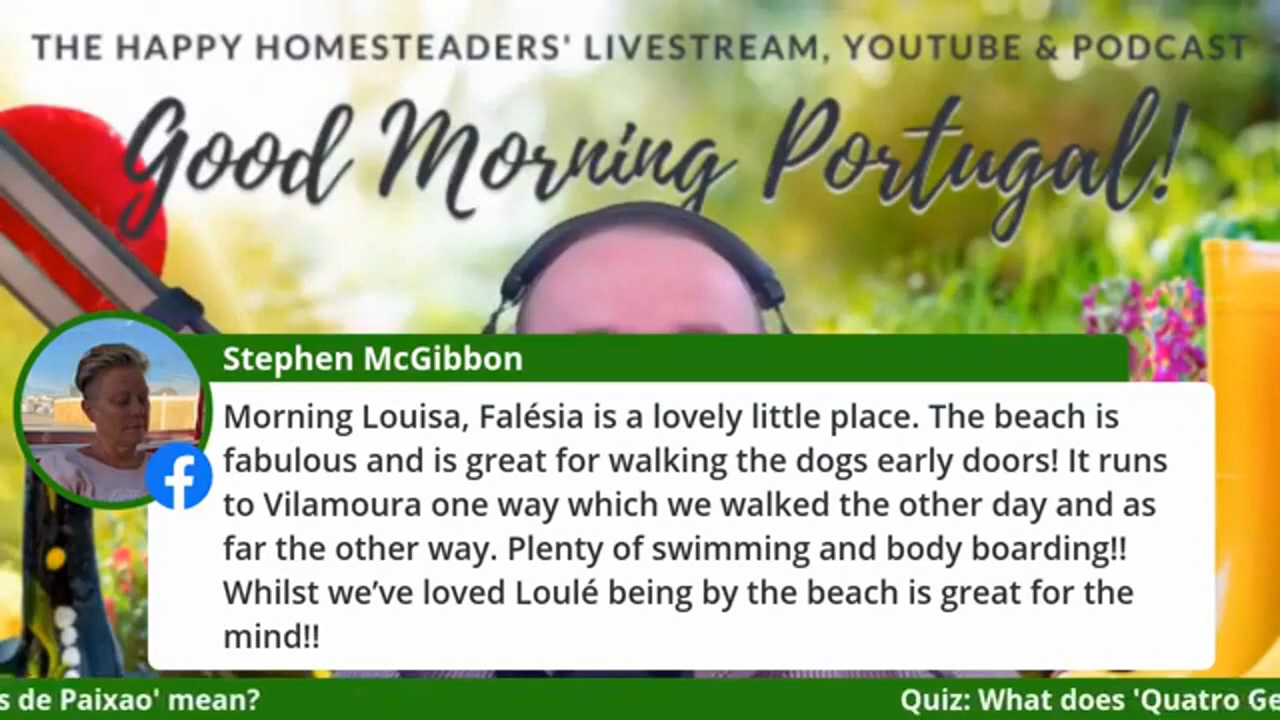 THE HAPPY HOMESTEADERS' LIVESTREAM, YOUTUBE & PODCAST
Good Morning Portugal!
Stephen McGibbon
Morning Louisa, Falésia is a lovely little place. The beach is
fabulous and is great for walking the dogs early doors! It runs
to Vilamoura one way which we walked the other day and as
far the other way. Plenty of swimming and body boarding!!
Whilst we’ve loved Loulé being by the beach is great for the
mind!!
s de Paixao' mean?
Quiz: What does 'Quatro Ge